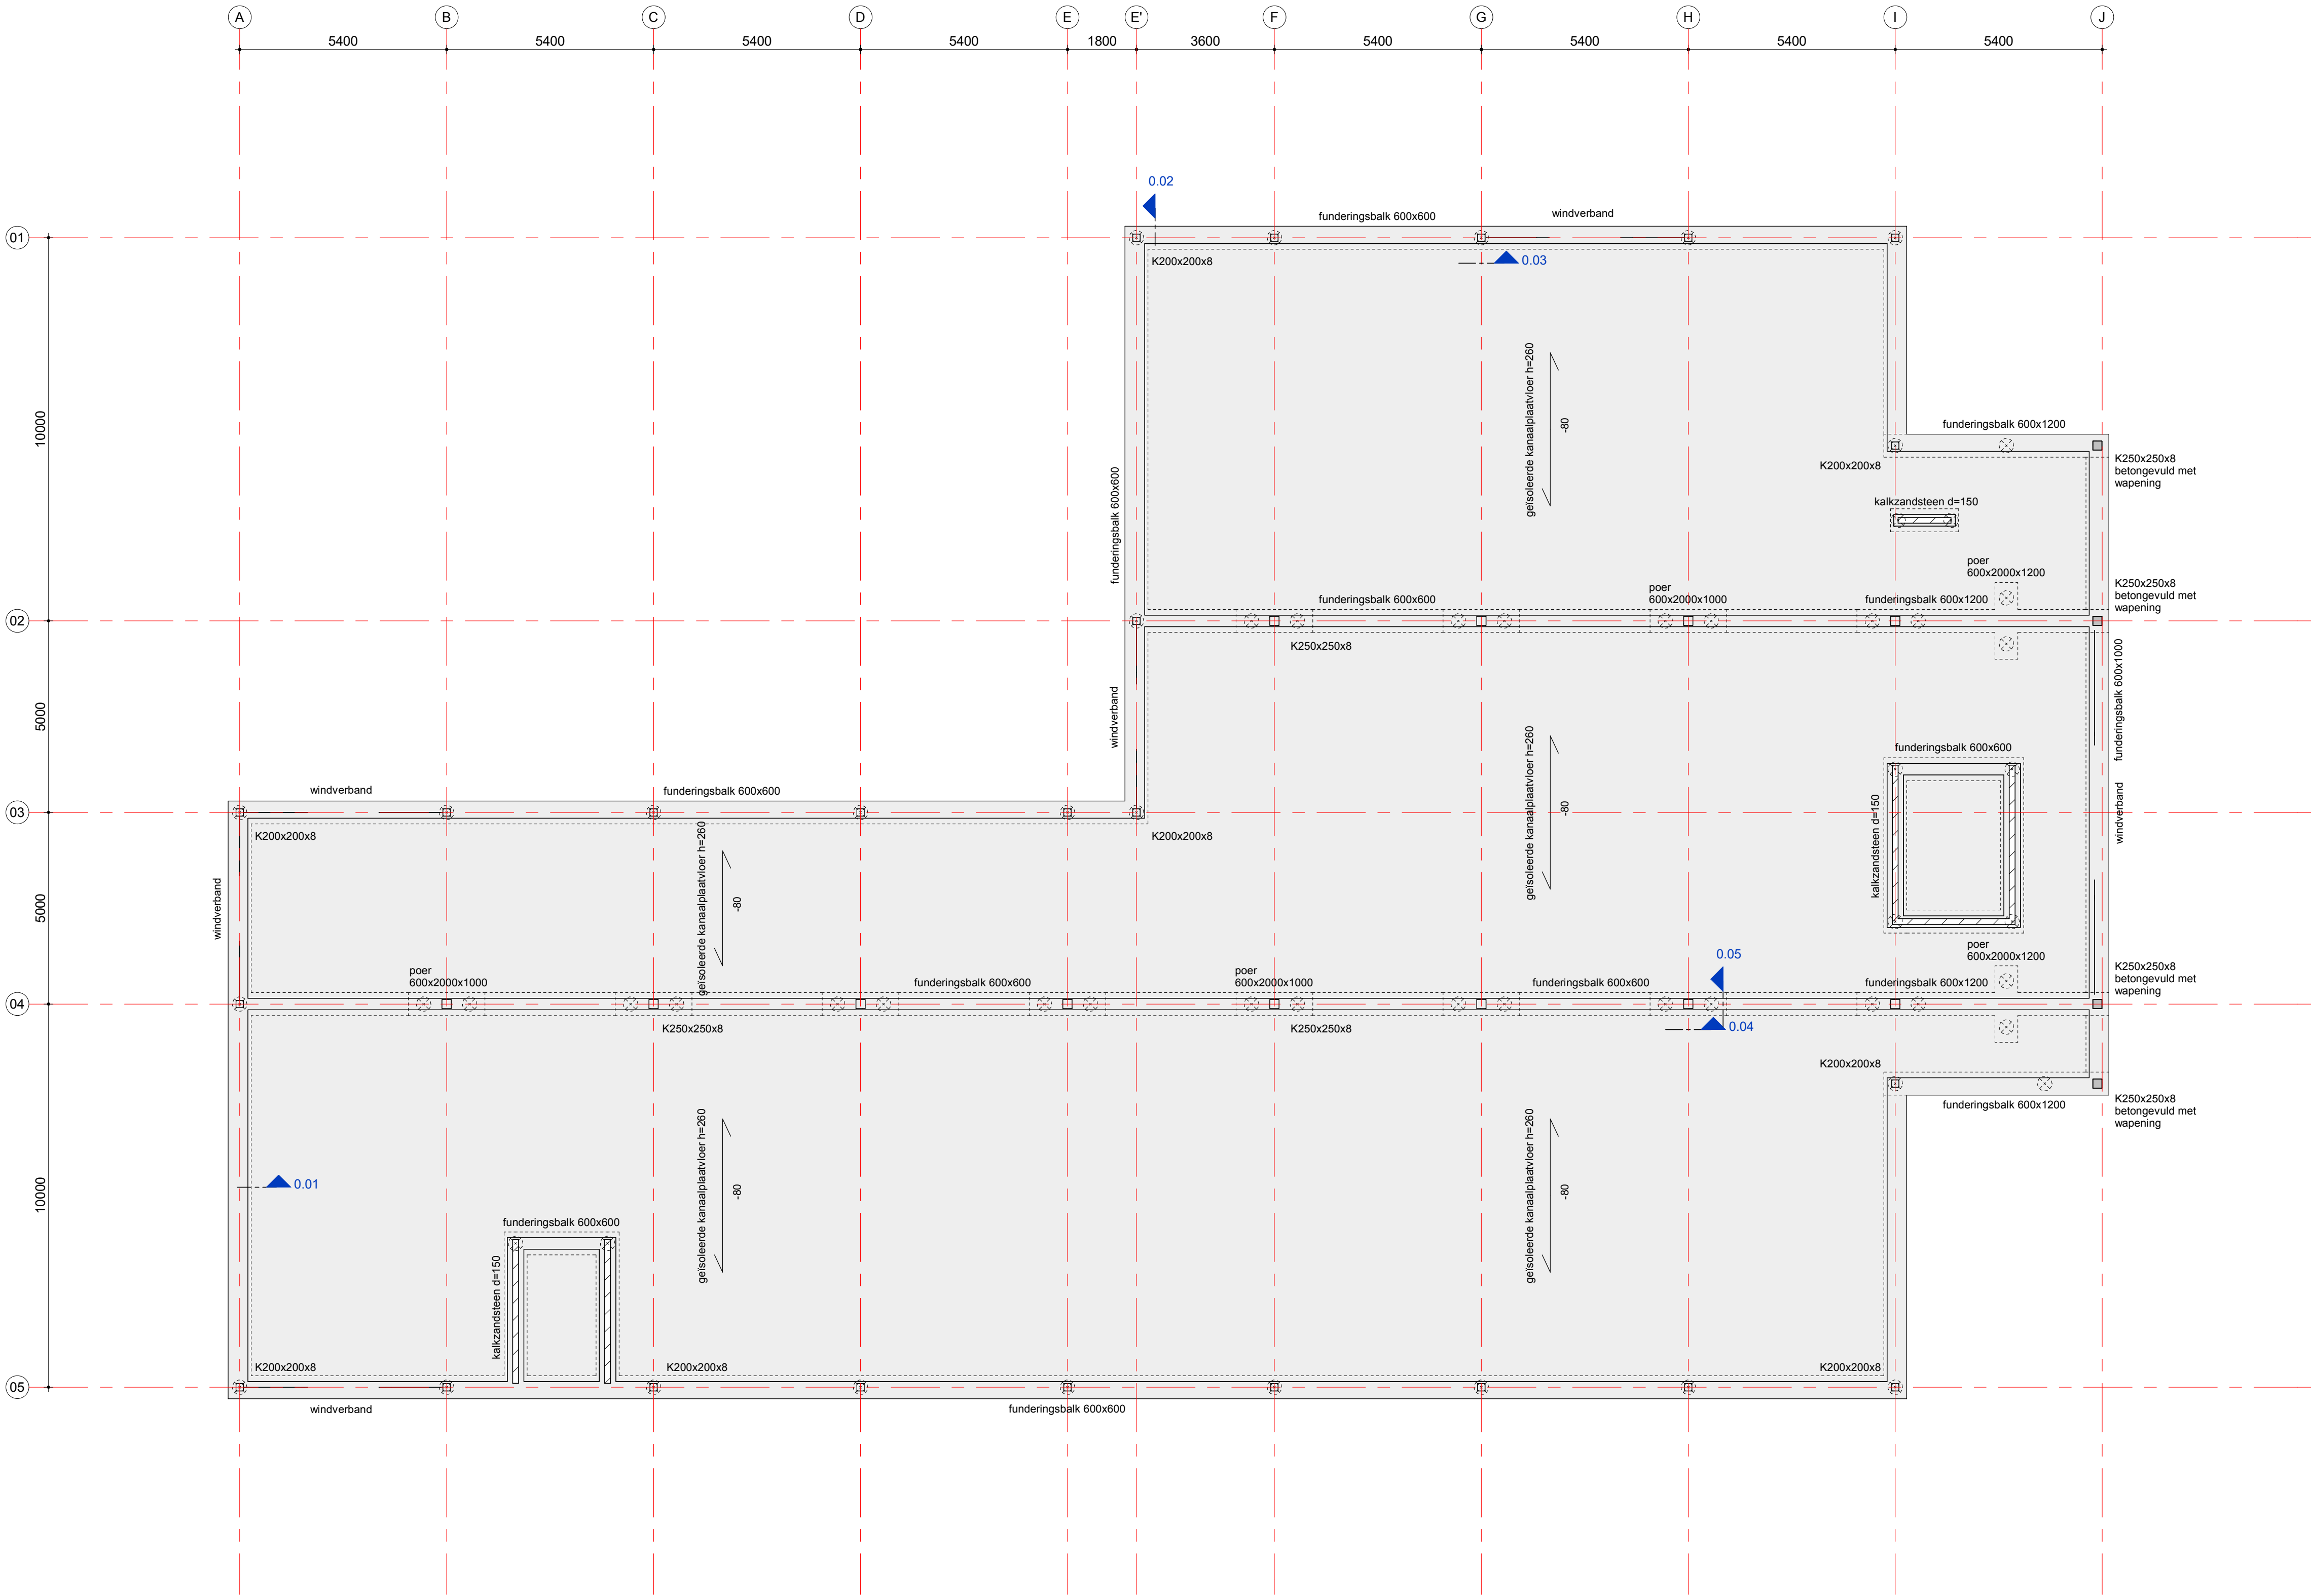 A
B
C
D
E
E'
F
G
H
I
J
5400
5400
5400
5400
1800
3600
5400
5400
5400
5400
0.02
funderingsbalk 600x600
windverband
01
K200x200x8
0.03
10000
geïsoleerde kanaalplaatvloer h=260
-80
funderingsbalk 600x1200
K200x200x8
K250x250x8
betongevuld met
wapening
funderingsbalk 600x600
kalkzandsteen d=150
poer
600x2000x1200
K250x250x8
betongevuld met
wapening
funderingsbalk 600x600
poer
600x2000x1000
funderingsbalk 600x1200
02
K250x250x8
windverband
5000
funderingsbalk 600x1000
geïsoleerde kanaalplaatvloer h=260
-80
funderingsbalk 600x600
windverband
funderingsbalk 600x600
windverband
03
K200x200x8
K200x200x8
kalkzandsteen d=150
windverband
5000
geïsoleerde kanaalplaatvloer h=260
-80
poer
600x2000x1200
0.05
K250x250x8
betongevuld met
wapening
poer
600x2000x1000
funderingsbalk 600x600
poer
600x2000x1000
funderingsbalk 600x600
funderingsbalk 600x1200
04
K250x250x8
K250x250x8
0.04
K200x200x8
funderingsbalk 600x1200
K250x250x8
betongevuld met
wapening
10000
0.01
geïsoleerde kanaalplaatvloer h=260
-80
geïsoleerde kanaalplaatvloer h=260
-80
funderingsbalk 600x600
kalkzandsteen d=150
K200x200x8
K200x200x8
K200x200x8
05
windverband
funderingsbalk 600x600